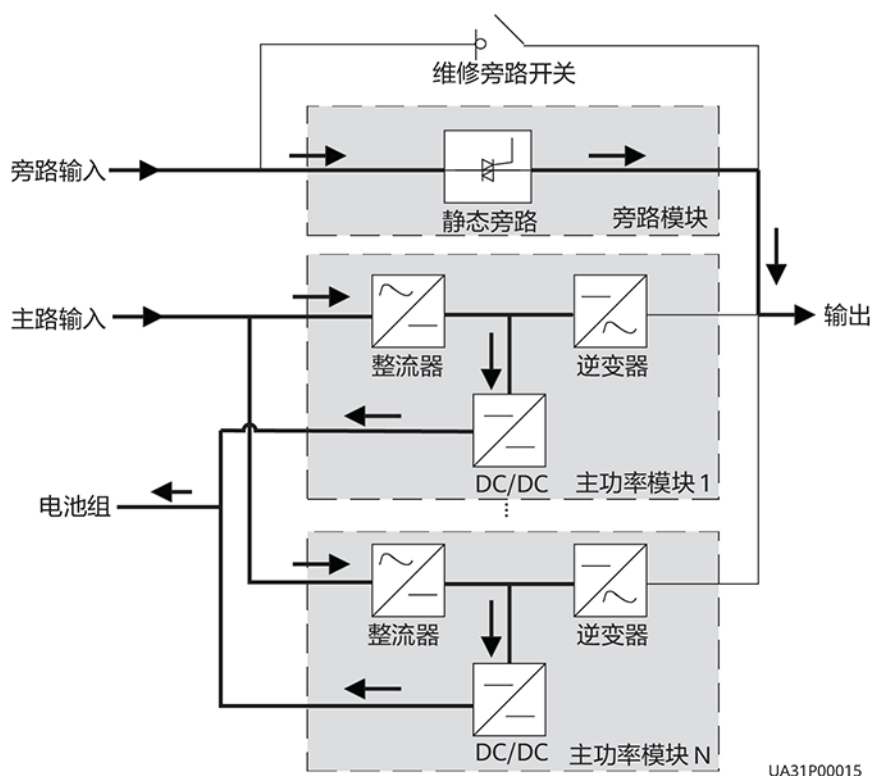 维修旁路开关
旁路输入
静态旁路
旁路模块
主路输入
输出
整流器
逆变器
DC/DC
主功率模块 1
电池组
整流器
逆变器
DC/DC
主功率模块 N
UA31P00015